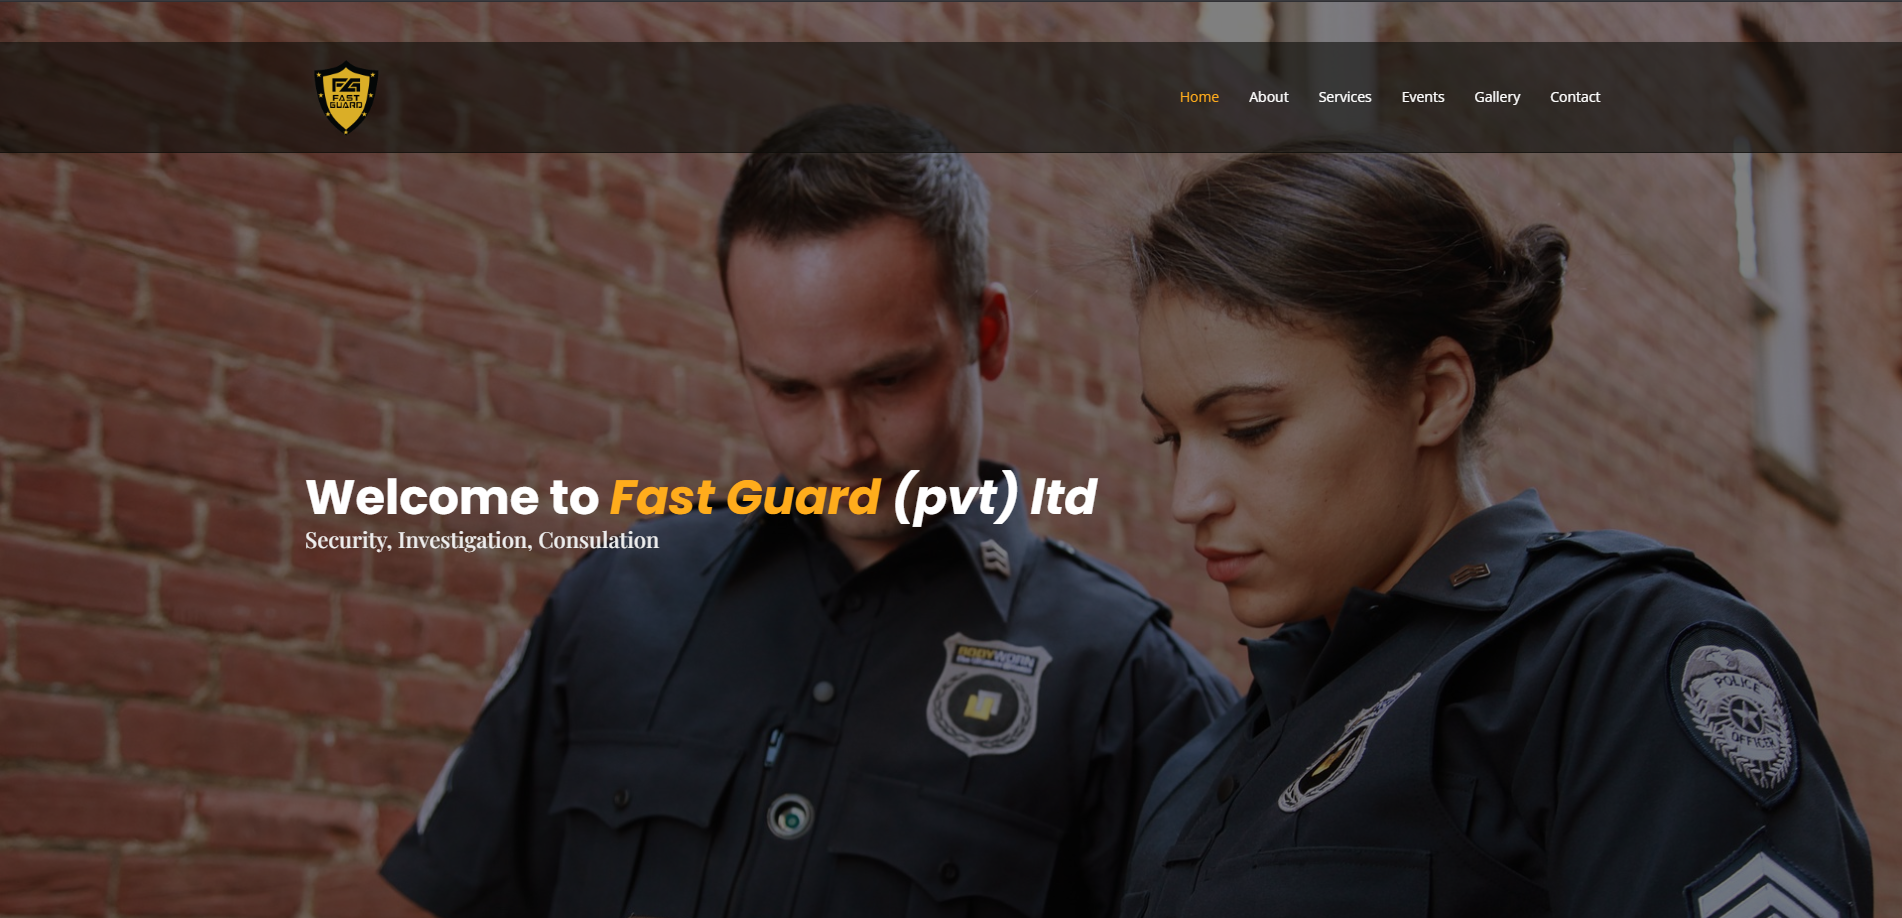 FG
FAST
GUARD
Home About Services Events Gallery Contact
Welcome to Fast Guard (pvt) ltd
Security, Investigation, Consulation
BODYWORN
POLICE
OFFICER